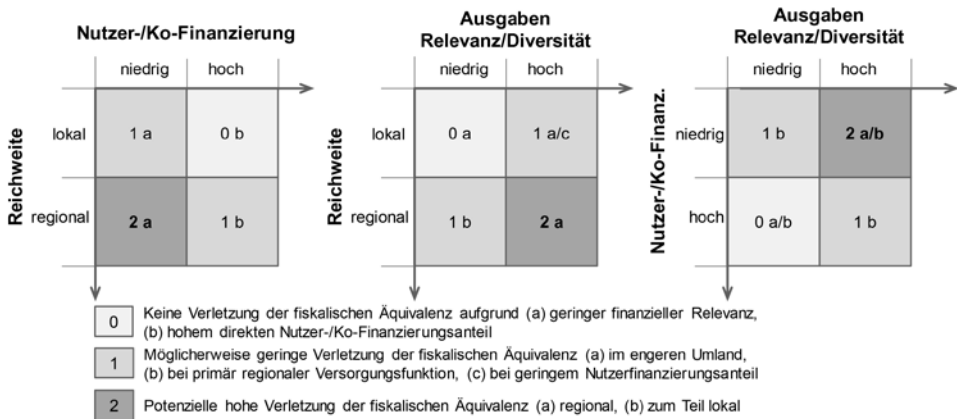 Nutzer-/Ko-Finanzierung
niedrig hoch
Reichweite
lokal 1 a 0 b
regional 2 a 1 b
Ausgaben
Relevanz/Diversität
niedrig hoch
Reichweite
lokal 0 a 1 a/c
regional 1 b 2 a
Ausgaben
Relevanz/Diversität
niedrig hoch
Nutzer-/Ko-Finanz.
niedrig 1 b 2 a/b
hoch 0 a/b 1 b
0 Keine Verletzung der fiskalischen Äquivalenz aufgrund (a) geringer finanzieller Relevanz,
(b) hohem direkten Nutzer-/Ko-Finanzierungsanteil
1 Möglicherweise geringe Verletzung der fiskalischen Äquivalenz (a) im engeren Umland,
(b) bei primär regionaler Versorgungsfunktion, (c) bei geringem Nutzerfinanzierungsanteil
2 Potenzielle hohe Verletzung der fiskalischen Äquivalenz (a) regional, (b) zum Teil lokal